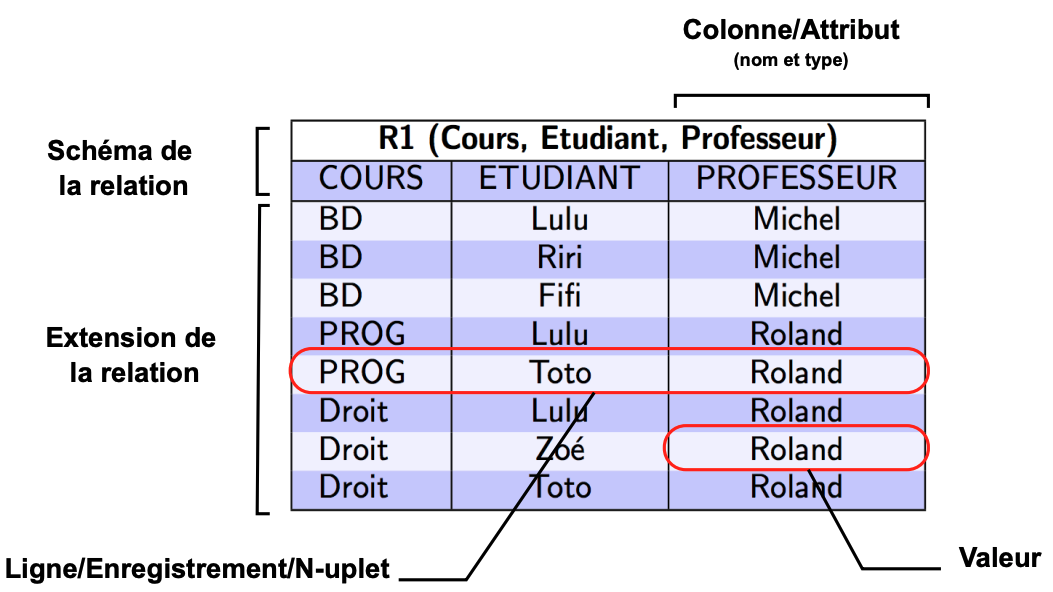 Colonne/Attribut
(nom et type)
Schéma de
la relation
R1 (Cours, Etudiant, Professeur)
COURS ETUDIANT PROFESSEUR
Extension de
la relation
BD Lulu Michel
BD Riri Michel
BD Fifi Michel
PROG Lulu Roland
PROG Toto Roland
Droit Lulu Roland
Droit Zoé Roland
Droit Toto Roland
Ligne/Enregistrement/N-uplet
Valeur